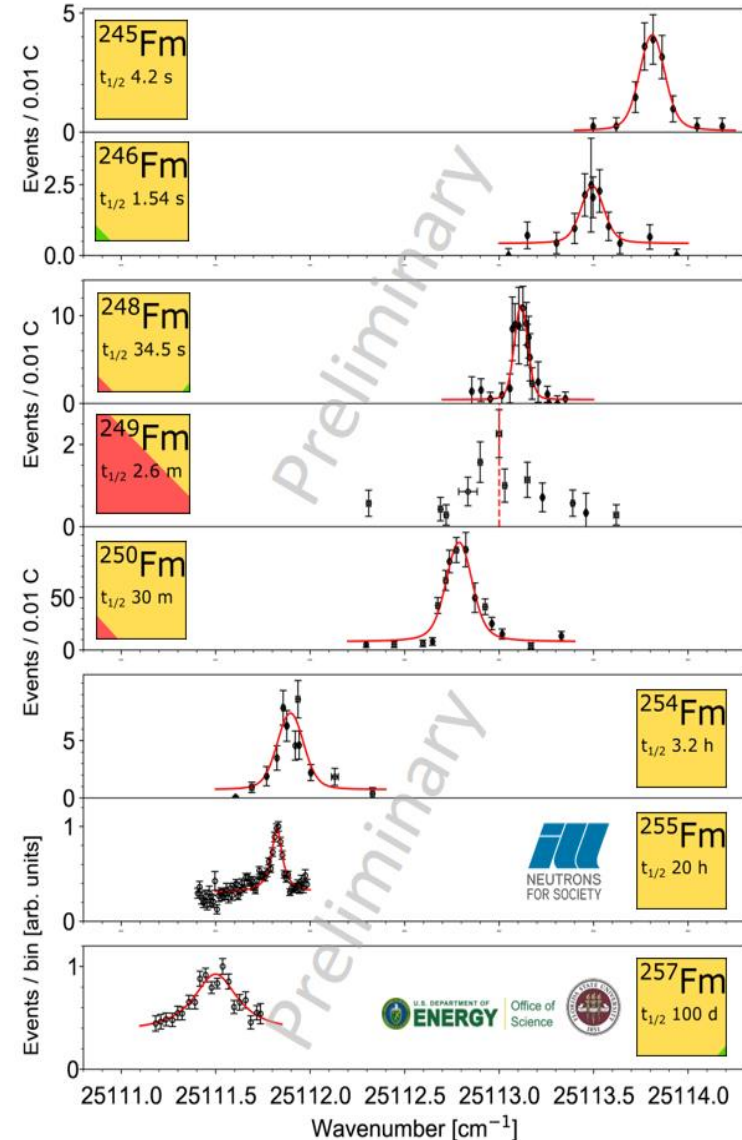 5
0
Events / 0.01 C
245Fm
t1/2 4.2 s
2.5
0.0
Events / 0.01 C
246Fm
t1/2 1.54 s
10
0
Events / 0.01 C
248Fm
t1/2 34.5 s
2
0
249Fm
t1/2 2.6 m
50
0
Events / 0.01 C
250Fm
t1/2 30 m
Preliminary
5
0
254Fm
t1/2 3.2 h
1
0
Events / bin [arb. units]
NEUTRONS
FOR SOCIETY
255Fm
t1/2 20 h
Preliminary
1
0
U.S. DEPARTMENT OF
ENERGY
Office of
Science
257Fm
t1/2 100 d
25111.0 25111.5 25112.0 25112.5 25113.0 25113.5 25114.0
Wavenumber [cm−1]